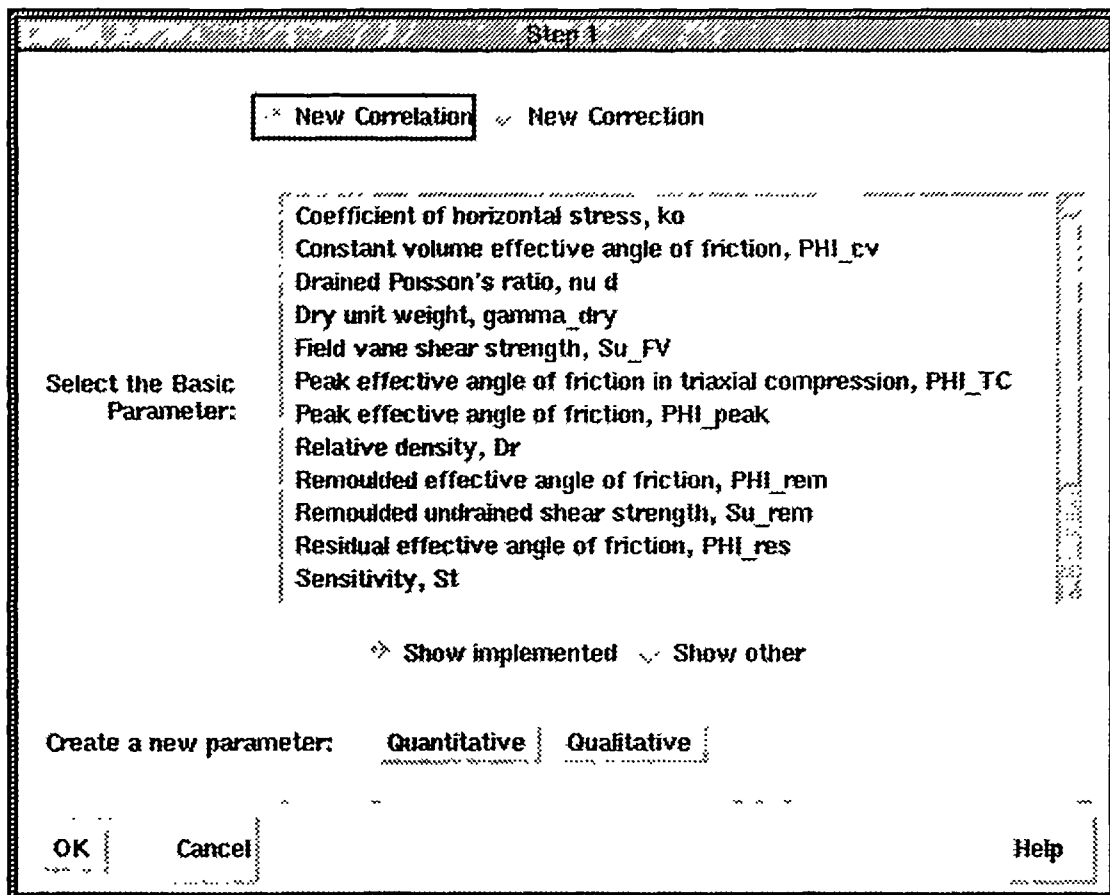 Step 1
New Correlation New Correction
Coefficient of horizontal stress, ko
Constant volume effective angle of friction, PHI_cv
Drained Poisson's ratio, nu d
Dry unit weight, gamma_dry
Field vane shear strength, Su_FV
Select the Basic Parameter:
Peak effective angle of friction in triaxial compression, PHI_TC
Peak effective angle of friction, PHI_peak
Relative density, Dr
Remoulded effective angle of friction, PHI_rem
Remoulded undrained shear strength, Su_rem
Residual effective angle of friction, PHI_res
Sensitivity, St
Show implemented Show other
Create a new parameter: Quantitative Qualitative
OK Cancel Help